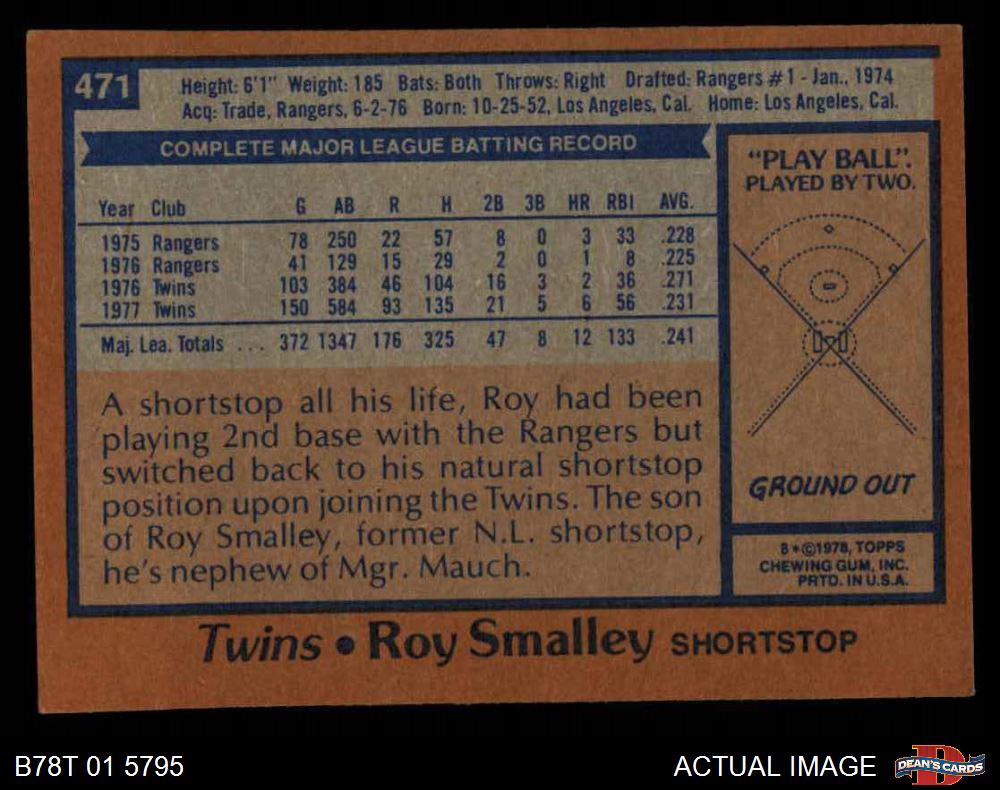 471
Height: 6'1" Weight: 185 Bats: Both Throws: Right Drafted: Rangers #1 - Jan., 1974
Acq: Trade, Rangers, 6-2-76 Born: 10-25-52, Los Angeles, Cal. Home: Los Angeles, Cal.
COMPLETE MAJOR LEAGUE BATTING RECORD
Year Club G AB R H 2B 3B HR RBI AVG.
1975 Rangers 78 250 22 57 8 0 3 33 .228
1976 Rangers 41 129 15 29 2 0 1 8 .225
1976 Twins 103 384 46 104 16 3 2 36 .271
1977 Twins 150 584 93 135 21 5 6 56 .231
Maj. Lea. Totals ... 372 1347 176 325 47 8 12 133 .241
A shortstop all his life, Roy had been
playing 2nd base with the Rangers but
switched back to his natural shortstop
position upon joining the Twins. The son
of Roy Smalley, former N.L. shortstop,
he's nephew of Mgr. Mauch.
"PLAY BALL".
PLAYED BY TWO.
GROUND OUT
B*©1978, TOPPS
CHEWING GUM, INC.
PRTD. IN U.S.A.
Twins • Roy Smalley SHORTSTOP
B78T 01 5795
ACTUAL IMAGE
D
DEAN'S CARDS